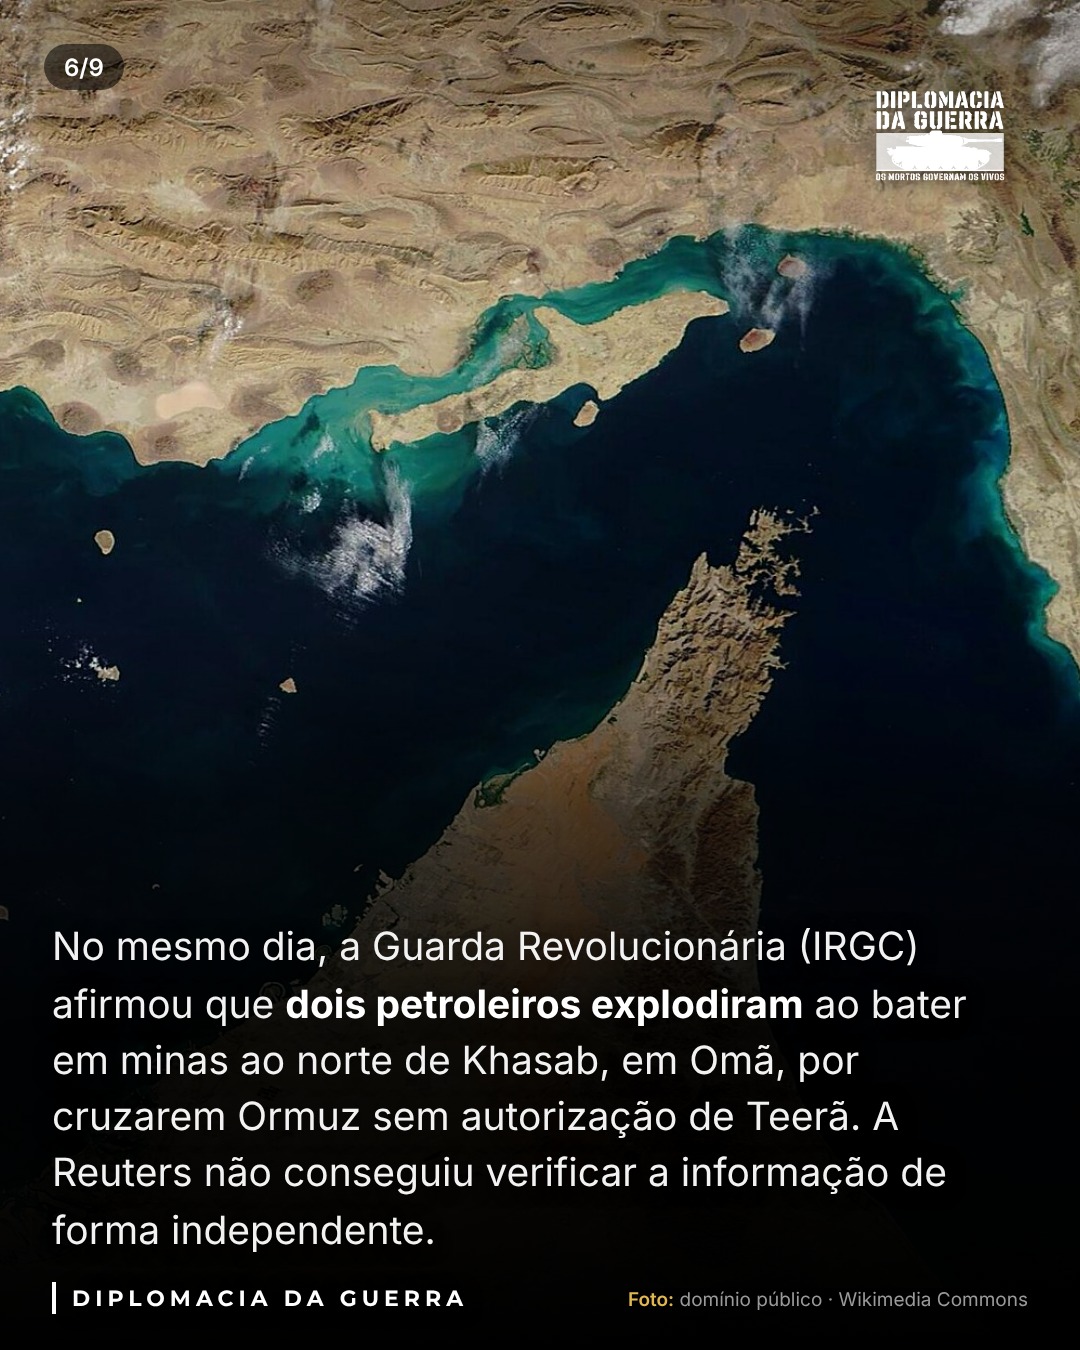 6/9
DIPLOMACIA
DA GUERRA
OS MORTOS GOVERNAM OS VIVOS
No mesmo dia, a Guarda Revolucionária (IRGC)
afirmou que dois petroleiros explodiram ao bater
em minas ao norte de Khasab, em Omã, por
cruzarem Ormuz sem autorização de Teerã. A
Reuters não conseguiu verificar a informação de
forma independente.
DIPLOMACIA DA GUERRA
Foto: domínio público · Wikimedia Commons